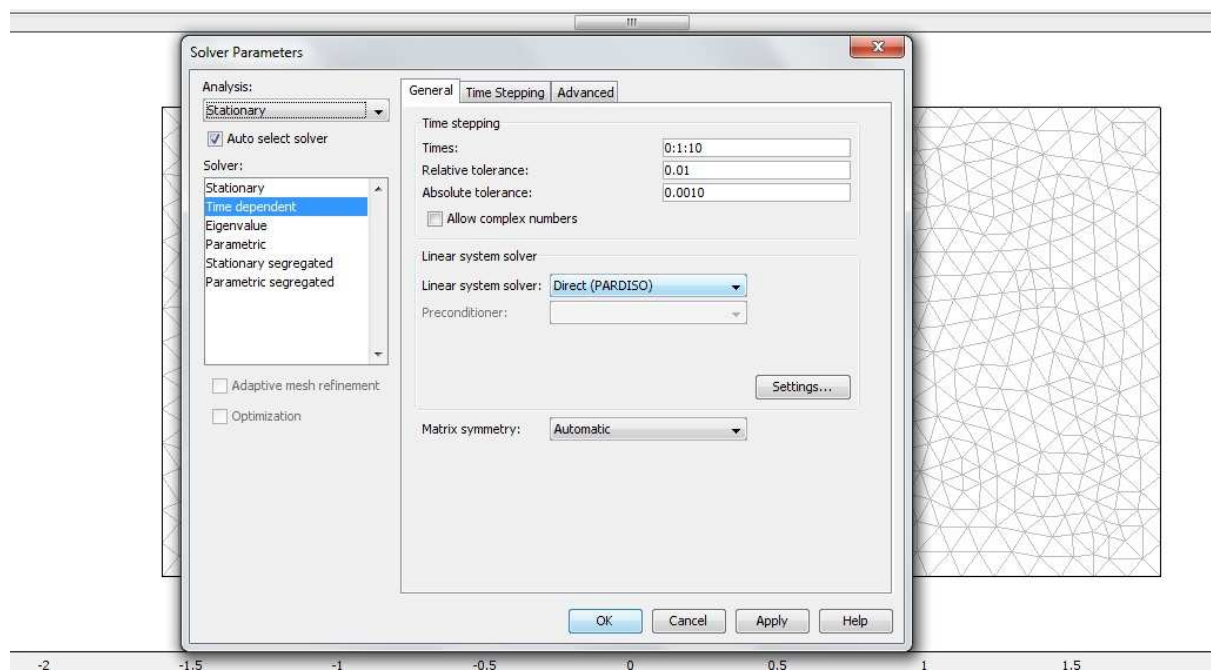 Solver Parameters
Analysis:
Stationary
Auto select solver
Solver:
Stationary
Time dependent
Eigenvalue
Parametric
Stationary segregated
Parametric segregated
Adaptive mesh refinement
Optimization
General Time Stepping Advanced
Time stepping
Times: 0:1:10
Relative tolerance: 0.01
Absolute tolerance: 0.0010
Allow complex numbers
Linear system solver
Linear system solver: Direct (PARDISO)
Preconditioner:
Settings...
Matrix symmetry: Automatic
OK Cancel Apply Help
-2 -1.5 -1 -0.5 0 0.5 1 1.5